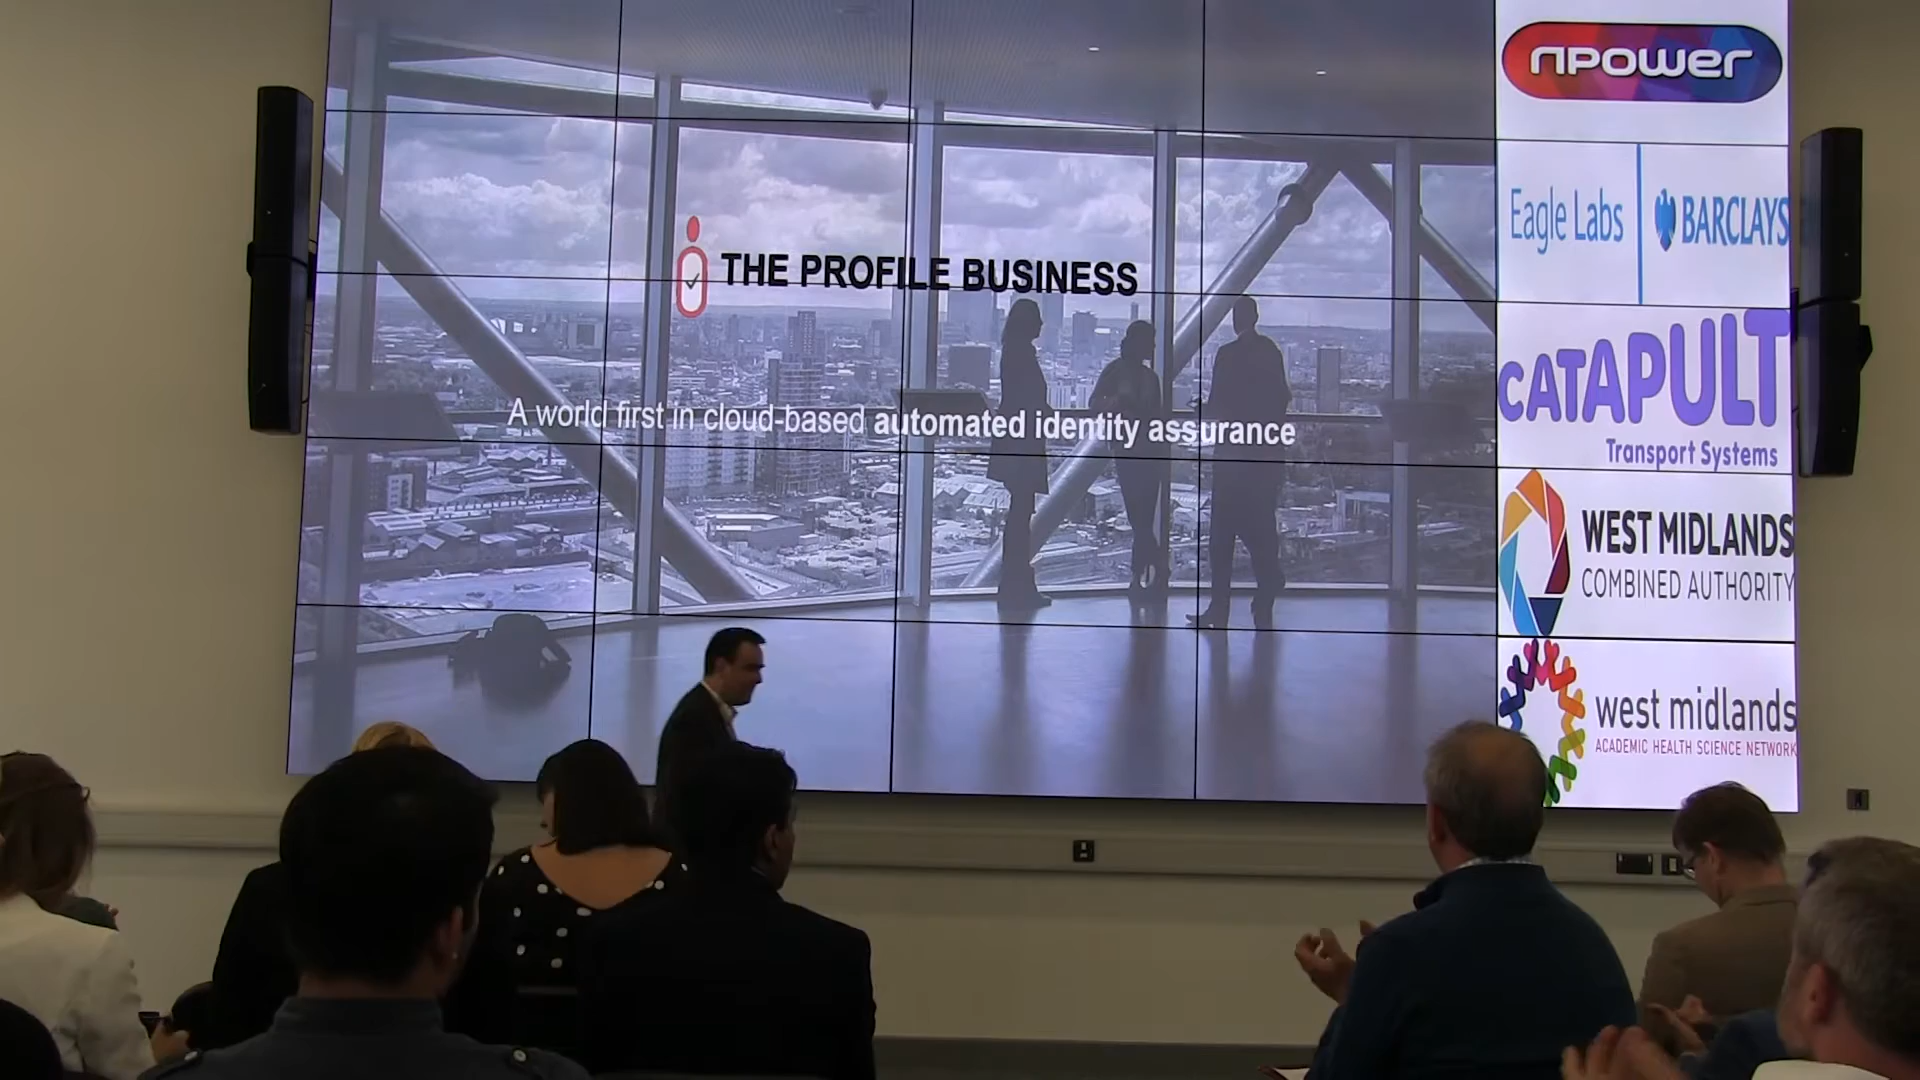 THE PROFILE BUSINESS
A world first in cloud-based automated identity assurance
npower
Eagle Labs
BARCLAYS
CATAPULT
Transport Systems
WEST MIDLANDS
COMBINED AUTHORITY
west midlands
ACADEMIC HEALTH SCIENCE NETWORK